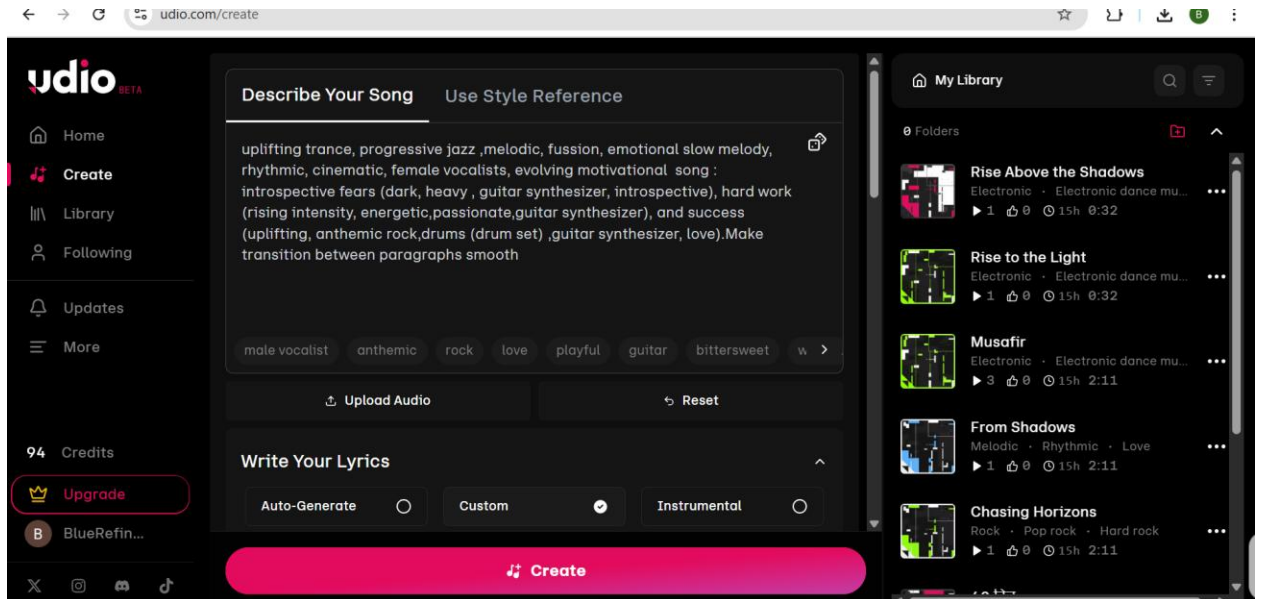 udio.com/create
udio BETA
Home
Create
Library
Following
Updates
More
94 Credits
Upgrade
B BlueRefin...
Describe Your Song Use Style Reference
uplifting trance, progressive jazz ,melodic, fussion, emotional slow melody,
rhythmic, cinematic, female vocalists, evolving motivational song :
introspective fears (dark, heavy , guitar synthesizer, introspective), hard work
(rising intensity, energetic,passionate,guitar synthesizer), and success
(uplifting, anthemic rock,drums (drum set) ,guitar synthesizer, love).Make
transition between paragraphs smooth
male vocalist anthemic rock love playful guitar bittersweet
Upload Audio Reset
Write Your Lyrics
Auto-Generate Custom Instrumental
Create
My Library
0 Folders
Rise Above the Shadows
Electronic · Electronic dance mu...
1 0 15h 0:32
Rise to the Light
Electronic · Electronic dance mu...
1 0 15h 0:32
Musafir
Electronic · Electronic dance mu...
3 0 15h 2:11
From Shadows
Melodic · Rhythmic · Love
1 0 15h 2:11
Chasing Horizons
Rock · Pop rock · Hard rock
1 0 15h 2:11
B